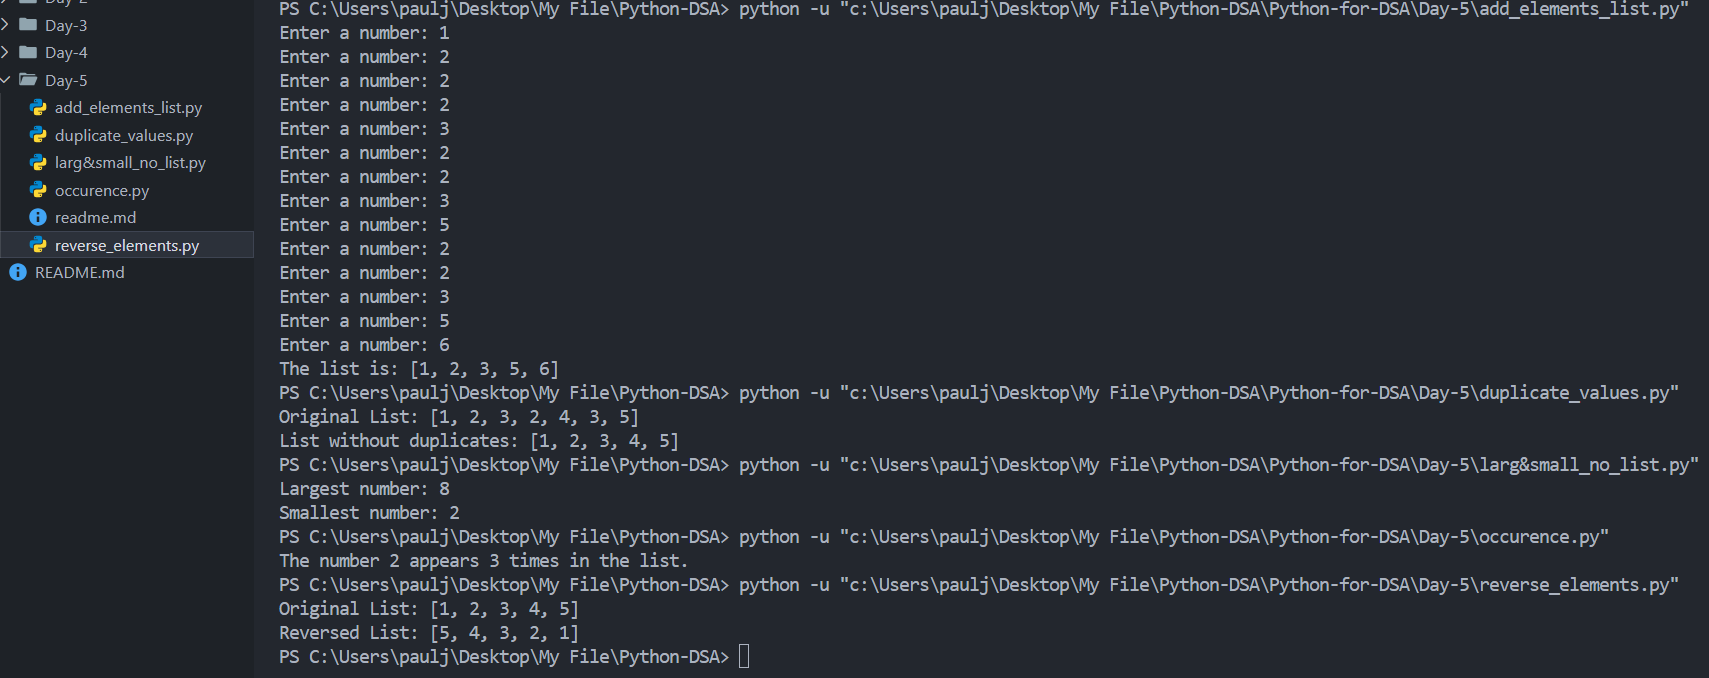 Day-2
Day-3
Day-4
Day-5
add_elements_list.py
duplicate_values.py
larg&small_no_list.py
occurence.py
readme.md
reverse_elements.py
README.md
PS C:\Users\paulj\Desktop\My File\Python-DSA> python -u "c:\Users\paulj\Desktop\My File\Python-DSA\Python-for-DSA\Day-5\add_elements_list.py"
Enter a number: 1
Enter a number: 2
Enter a number: 2
Enter a number: 2
Enter a number: 3
Enter a number: 2
Enter a number: 2
Enter a number: 3
Enter a number: 5
Enter a number: 2
Enter a number: 2
Enter a number: 3
Enter a number: 5
Enter a number: 6
The list is: [1, 2, 3, 5, 6]
PS C:\Users\paulj\Desktop\My File\Python-DSA> python -u "c:\Users\paulj\Desktop\My File\Python-DSA\Python-for-DSA\Day-5\duplicate_values.py"
Original List: [1, 2, 3, 2, 4, 3, 5]
List without duplicates: [1, 2, 3, 4, 5]
PS C:\Users\paulj\Desktop\My File\Python-DSA> python -u "c:\Users\paulj\Desktop\My File\Python-DSA\Python-for-DSA\Day-5\larg&small_no_list.py"
Largest number: 8
Smallest number: 2
PS C:\Users\paulj\Desktop\My File\Python-DSA> python -u "c:\Users\paulj\Desktop\My File\Python-DSA\Python-for-DSA\Day-5\occurence.py"
The number 2 appears 3 times in the list.
PS C:\Users\paulj\Desktop\My File\Python-DSA> python -u "c:\Users\paulj\Desktop\My File\Python-DSA\Python-for-DSA\Day-5\reverse_elements.py"
Original List: [1, 2, 3, 4, 5]
Reversed List: [5, 4, 3, 2, 1]
PS C:\Users\paulj\Desktop\My File\Python-DSA>